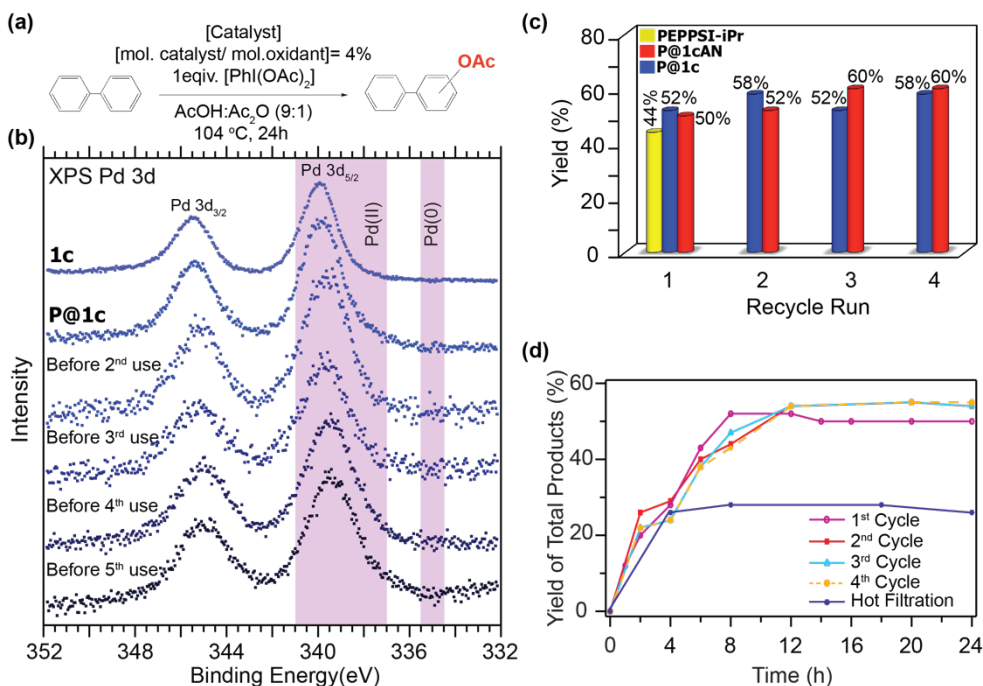 (a)
[Catalyst]
[mol. catalyst/ mol.oxidant]= 4%
1equiv. [PhI(OAc)₂]
AcOH:Ac₂O (9:1)
104 °C, 24h
OAc
(b)
XPS Pd 3d
Pd 3d₃/₂
Pd 3d₅/₂
Pd(II)
Pd(0)
1c
P@1c
Before 2ⁿᵈ use
Before 3ʳᵈ use
Before 4ᵗʰ use
Before 5ᵗʰ use
Intensity
352 348 344 340 336 332
Binding Energy(eV)
(c)
PEPPSI-iPr
P@1cAN
P@1c
80
60
40
20
0
Yield (%)
44% 52% 50%
58% 52%
52% 60%
58% 60%
1 2 3 4
Recycle Run
(d)
60
40
20
0
Yield of Total Products (%)
1ˢᵗ Cycle
2ⁿᵈ Cycle
3ʳᵈ Cycle
4ᵗʰ Cycle
Hot Filtration
0 4 8 12 16 20 24
Time (h)